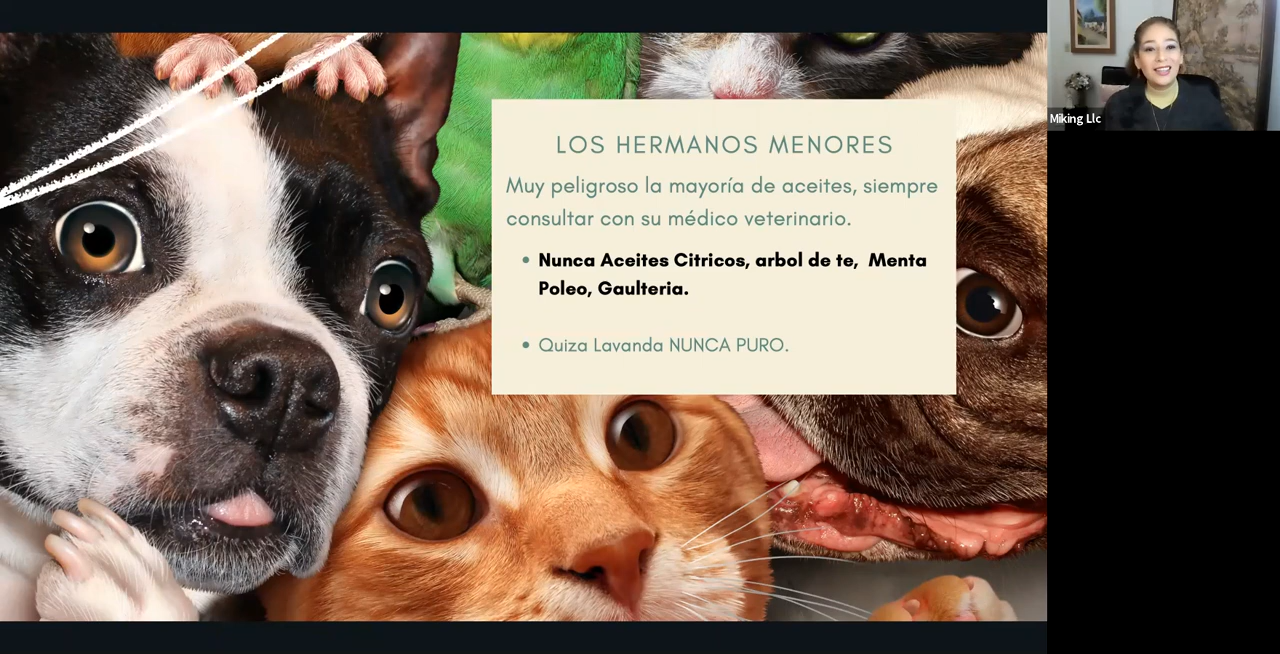 LOS HERMANOS MENORES
Muy peligroso la mayoría de aceites, siempre
consultar con su médico veterinario.
• Nunca Aceites Citricos, arbol de te,  Menta
Poleo, Gaulteria.
• Quiza Lavanda NUNCA PURO.
Miking Llc